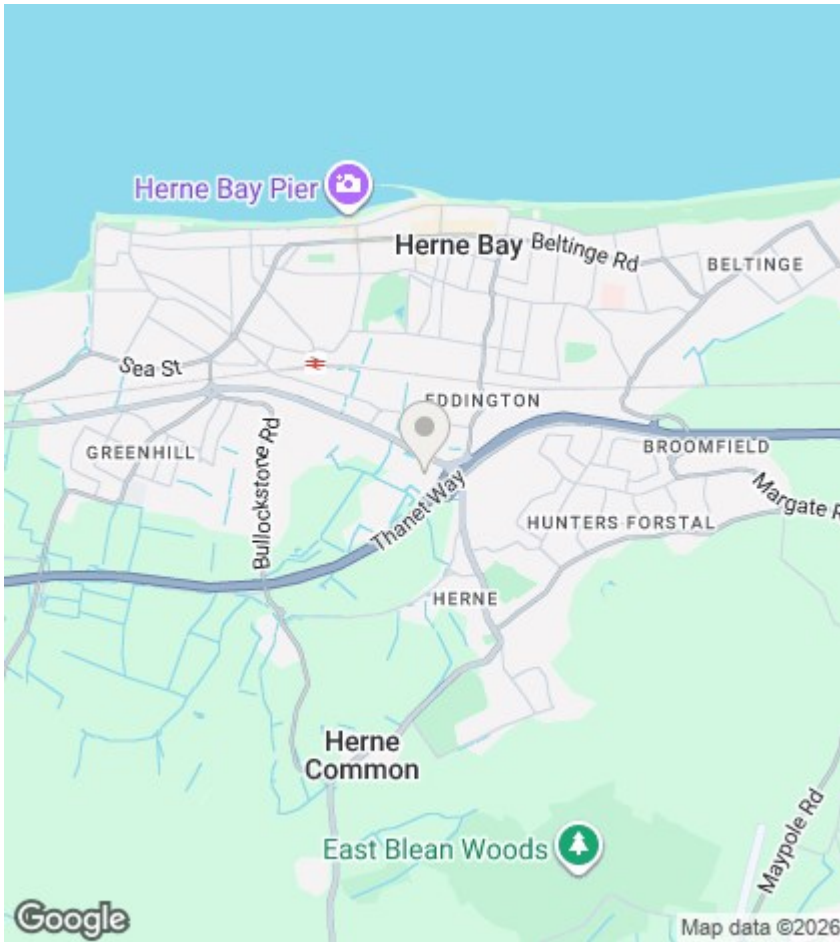 Herne Bay Pier
Herne Bay
Beltinge Rd
BELTINGE
Sea St
EDDINGTON
GREENHILL
Bullockstone Rd
BROOMFIELD
Thanet Way
Margate R
HUNTERS FORSTAL
HERNE
Herne
Common
East Blean Woods
Maypole Rd
Google
Map data ©2026